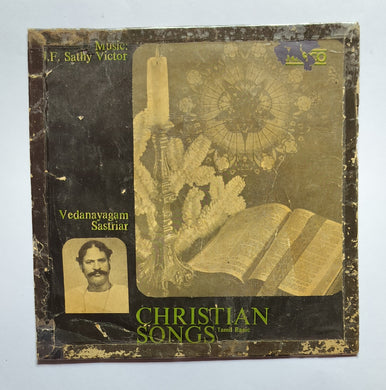 Music:
.F. Sathy Victor
Vedanayagam
Sastriar
CHRISTIAN
SONGS Tamil Basic